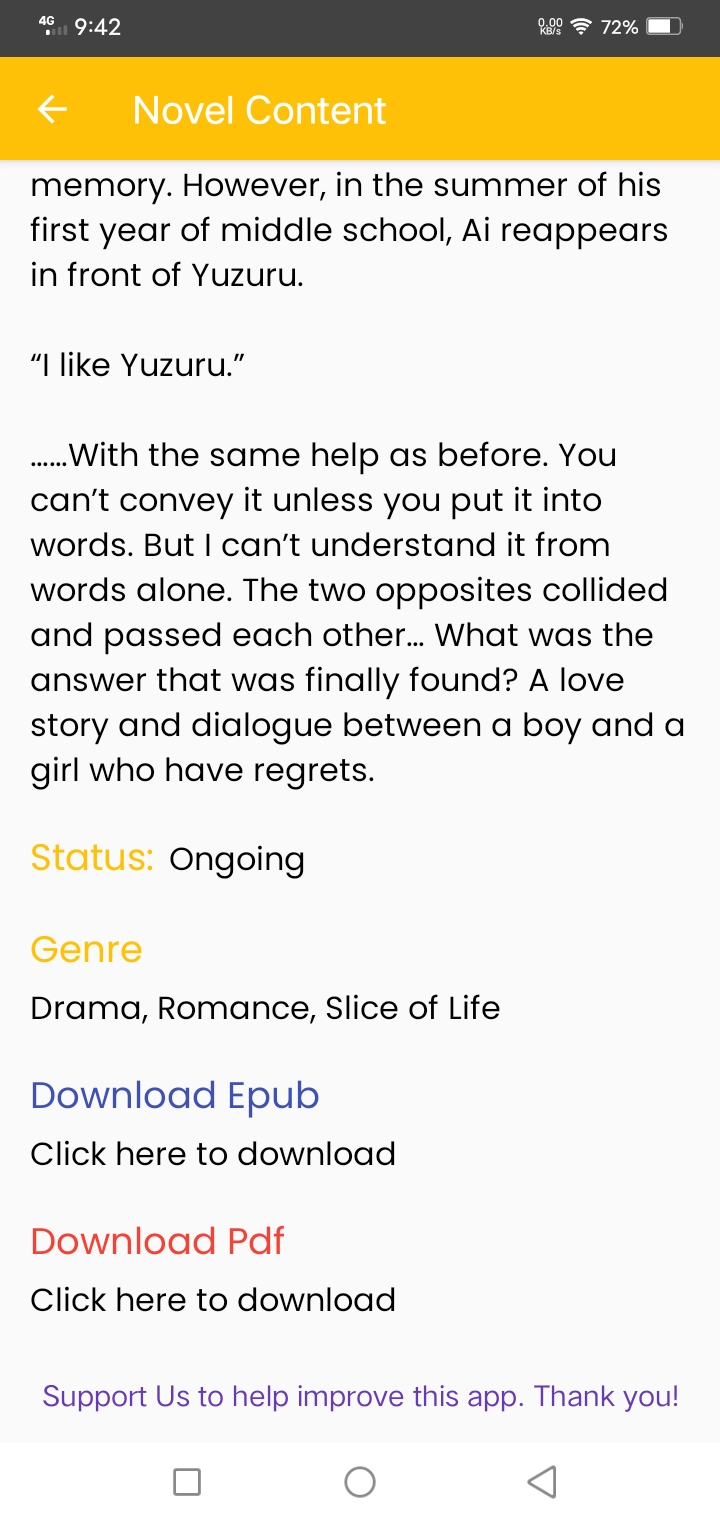 4G 9:42 0.00 KB/s 72%
Novel Content
memory. However, in the summer of his
first year of middle school, Ai reappears
in front of Yuzuru.
“I like Yuzuru.”
……With the same help as before. You
can’t convey it unless you put it into
words. But I can’t understand it from
words alone. The two opposites collided
and passed each other… What was the
answer that was finally found? A love
story and dialogue between a boy and a
girl who have regrets.
Status: Ongoing
Genre
Drama, Romance, Slice of Life
Download Epub
Click here to download
Download Pdf
Click here to download
Support Us to help improve this app. Thank you!